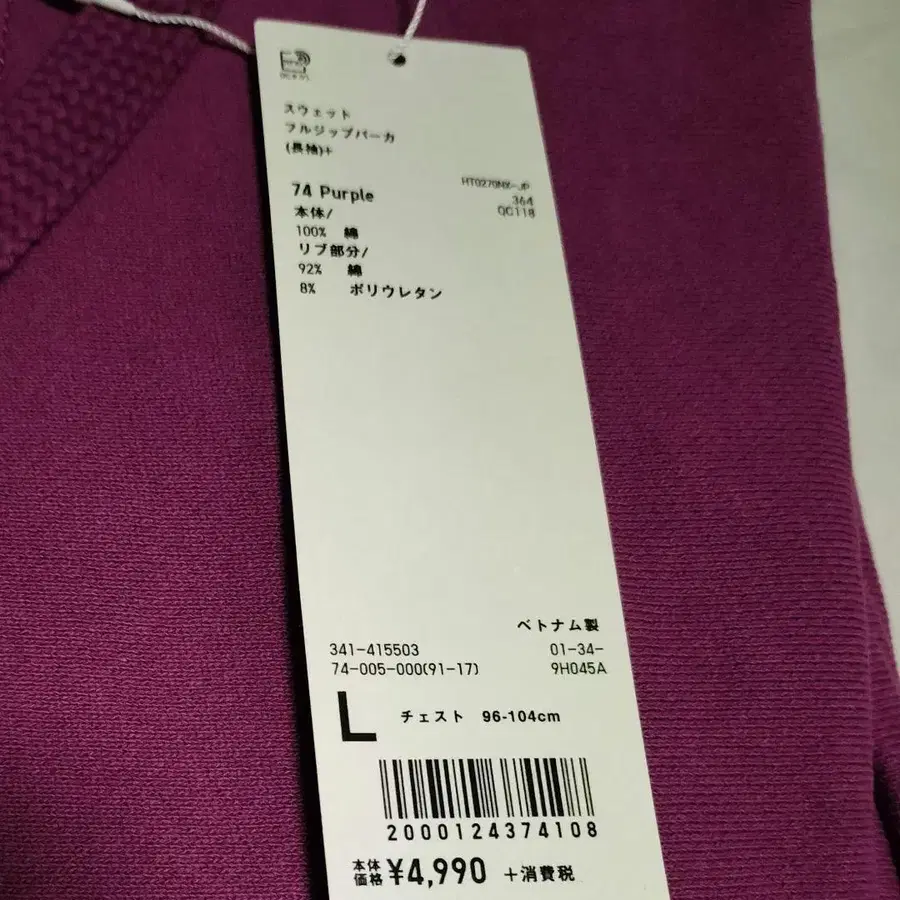 スウェット
フルジップパーカ
(長袖)+
HT0270NX-JP
74 Purple
364
QC118
本体/
100% 綿
リブ部分/
92% 綿
8% ポリウレタン
ベトナム製
341-415503
01-34-
74-005-000(91-17)
9H045A
L チェスト 96-104cm
2000124374108
本体
価格 ¥4,990 +消費税